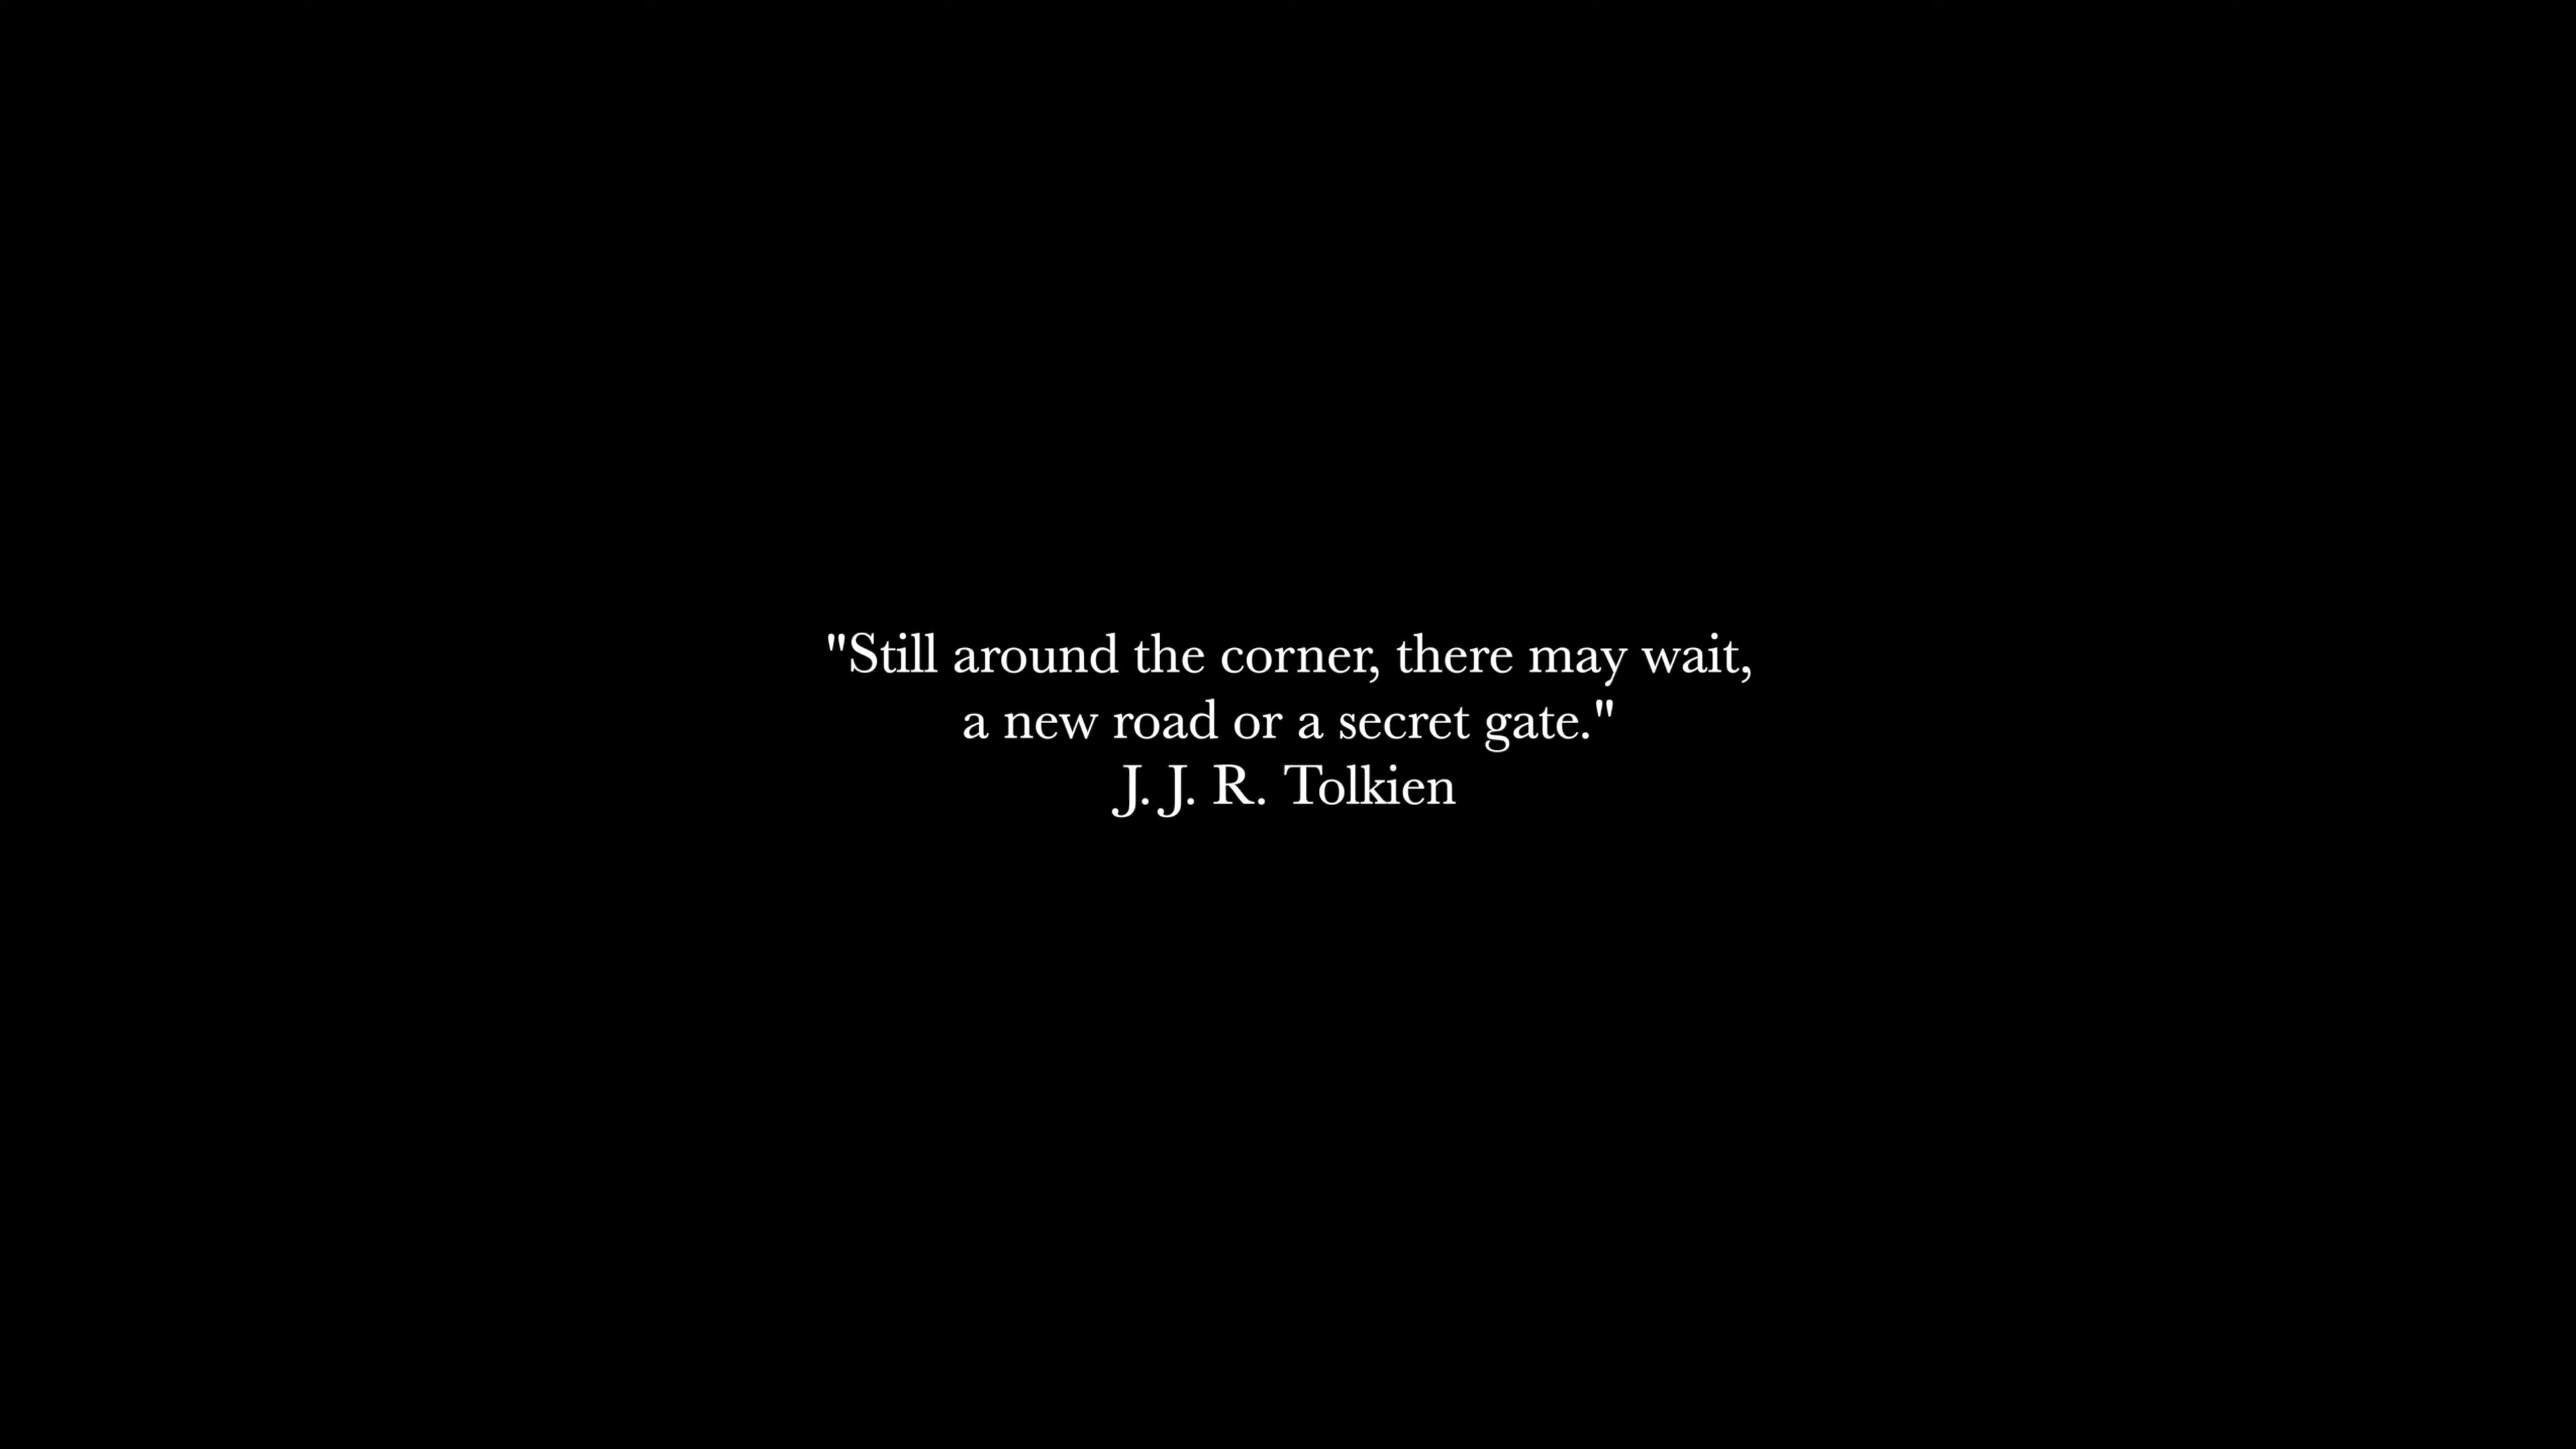 "Still around the corner, there may wait,
a new road or a secret gate."
J. J. R. Tolkien